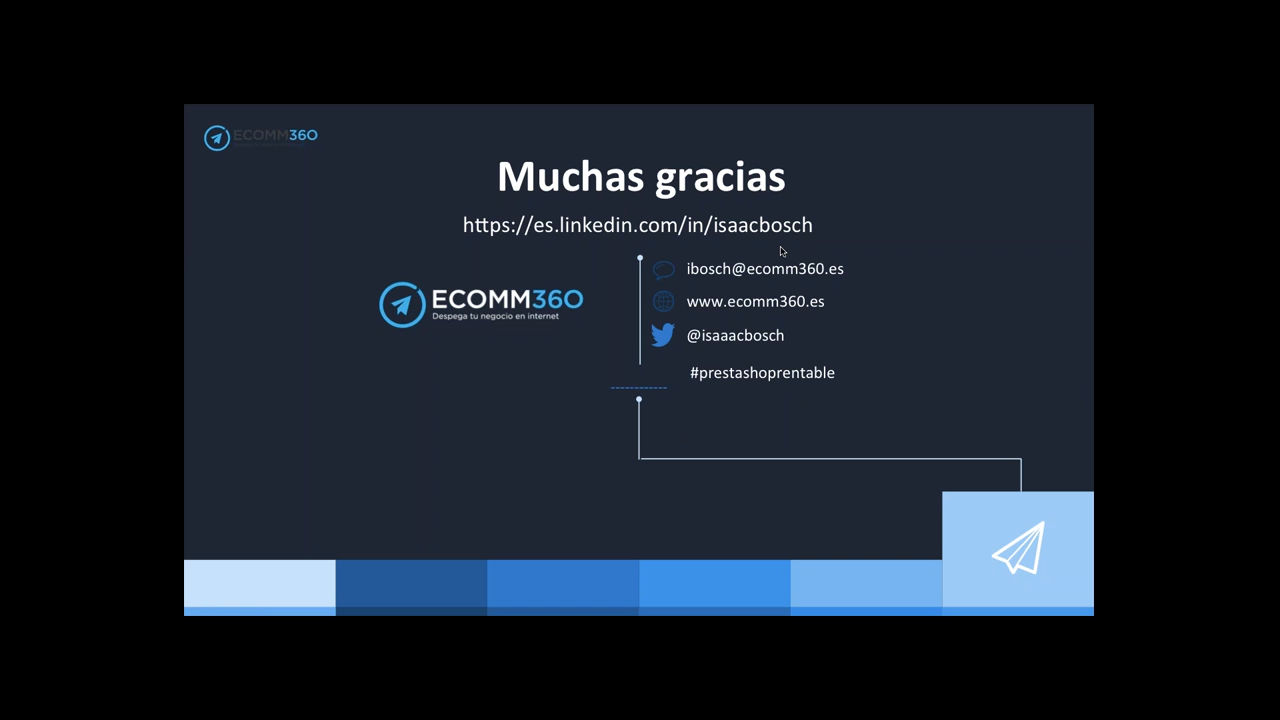 ECOMM360
Muchas gracias
https://es.linkedin.com/in/isaacbosch
ibosch@ecomm360.es
ECOMM360
Despega tu negocio en internet
www.ecomm360.es
@isaaacbosch
#prestashoprentable